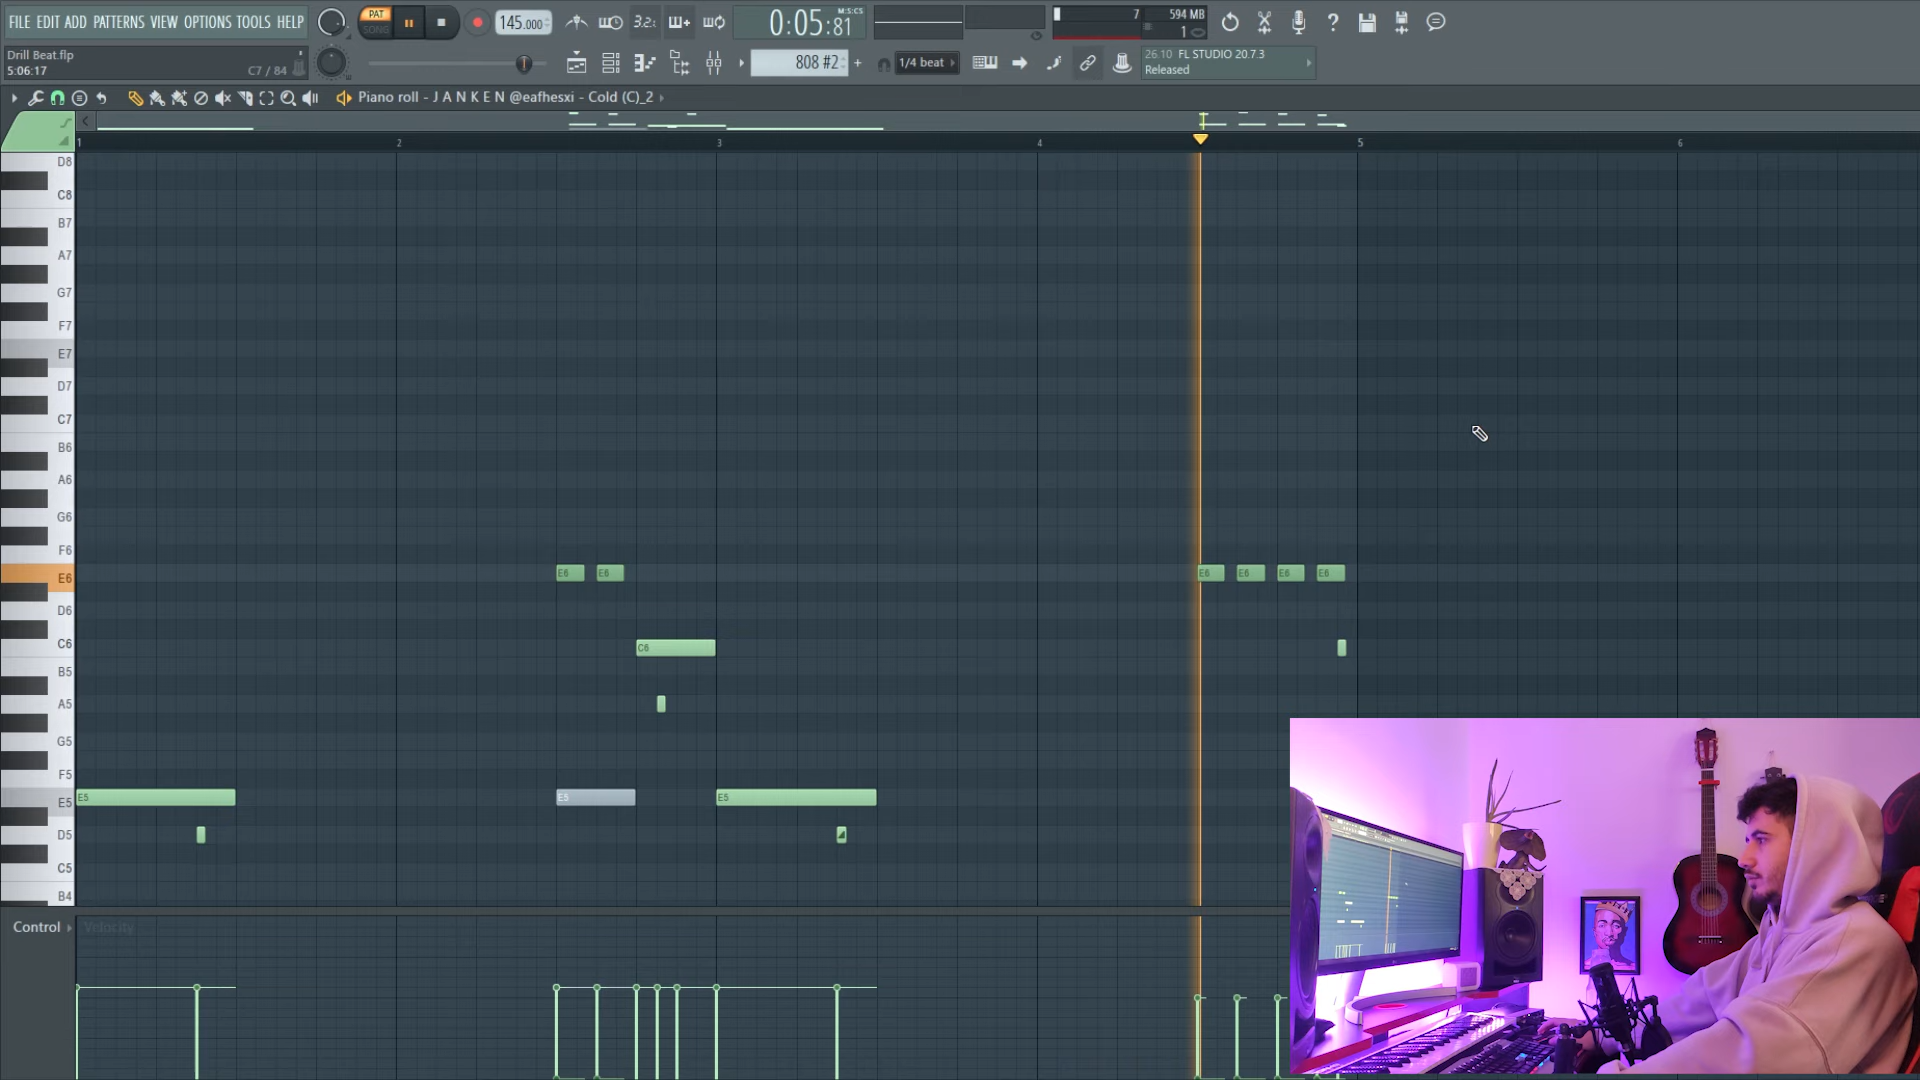 FILE EDIT ADD PATTERNS VIEW OPTIONS TOOLS HELP
PAT
SONG
145.000
3.2:
0:05:81
M:S:CS
7
594 MB
1
Drill Beat.flp
5:06:17
C7 / 84
808 #2
1/4 beat
26.10 FL STUDIO 20.7.3
Released
Piano roll - J A N K E N @eafhesxi - Cold (C)_2
1
2
3
4
5
6
D8
C8
B7
A7
G7
F7
E7
D7
C7
B6
A6
G6
F6
E6
E6
E6
E6
E6
E6
E6
D6
C6
C6
B5
A5
G5
F5
E5
E5
E5
E5
D5
C5
B4
Control
Velocity